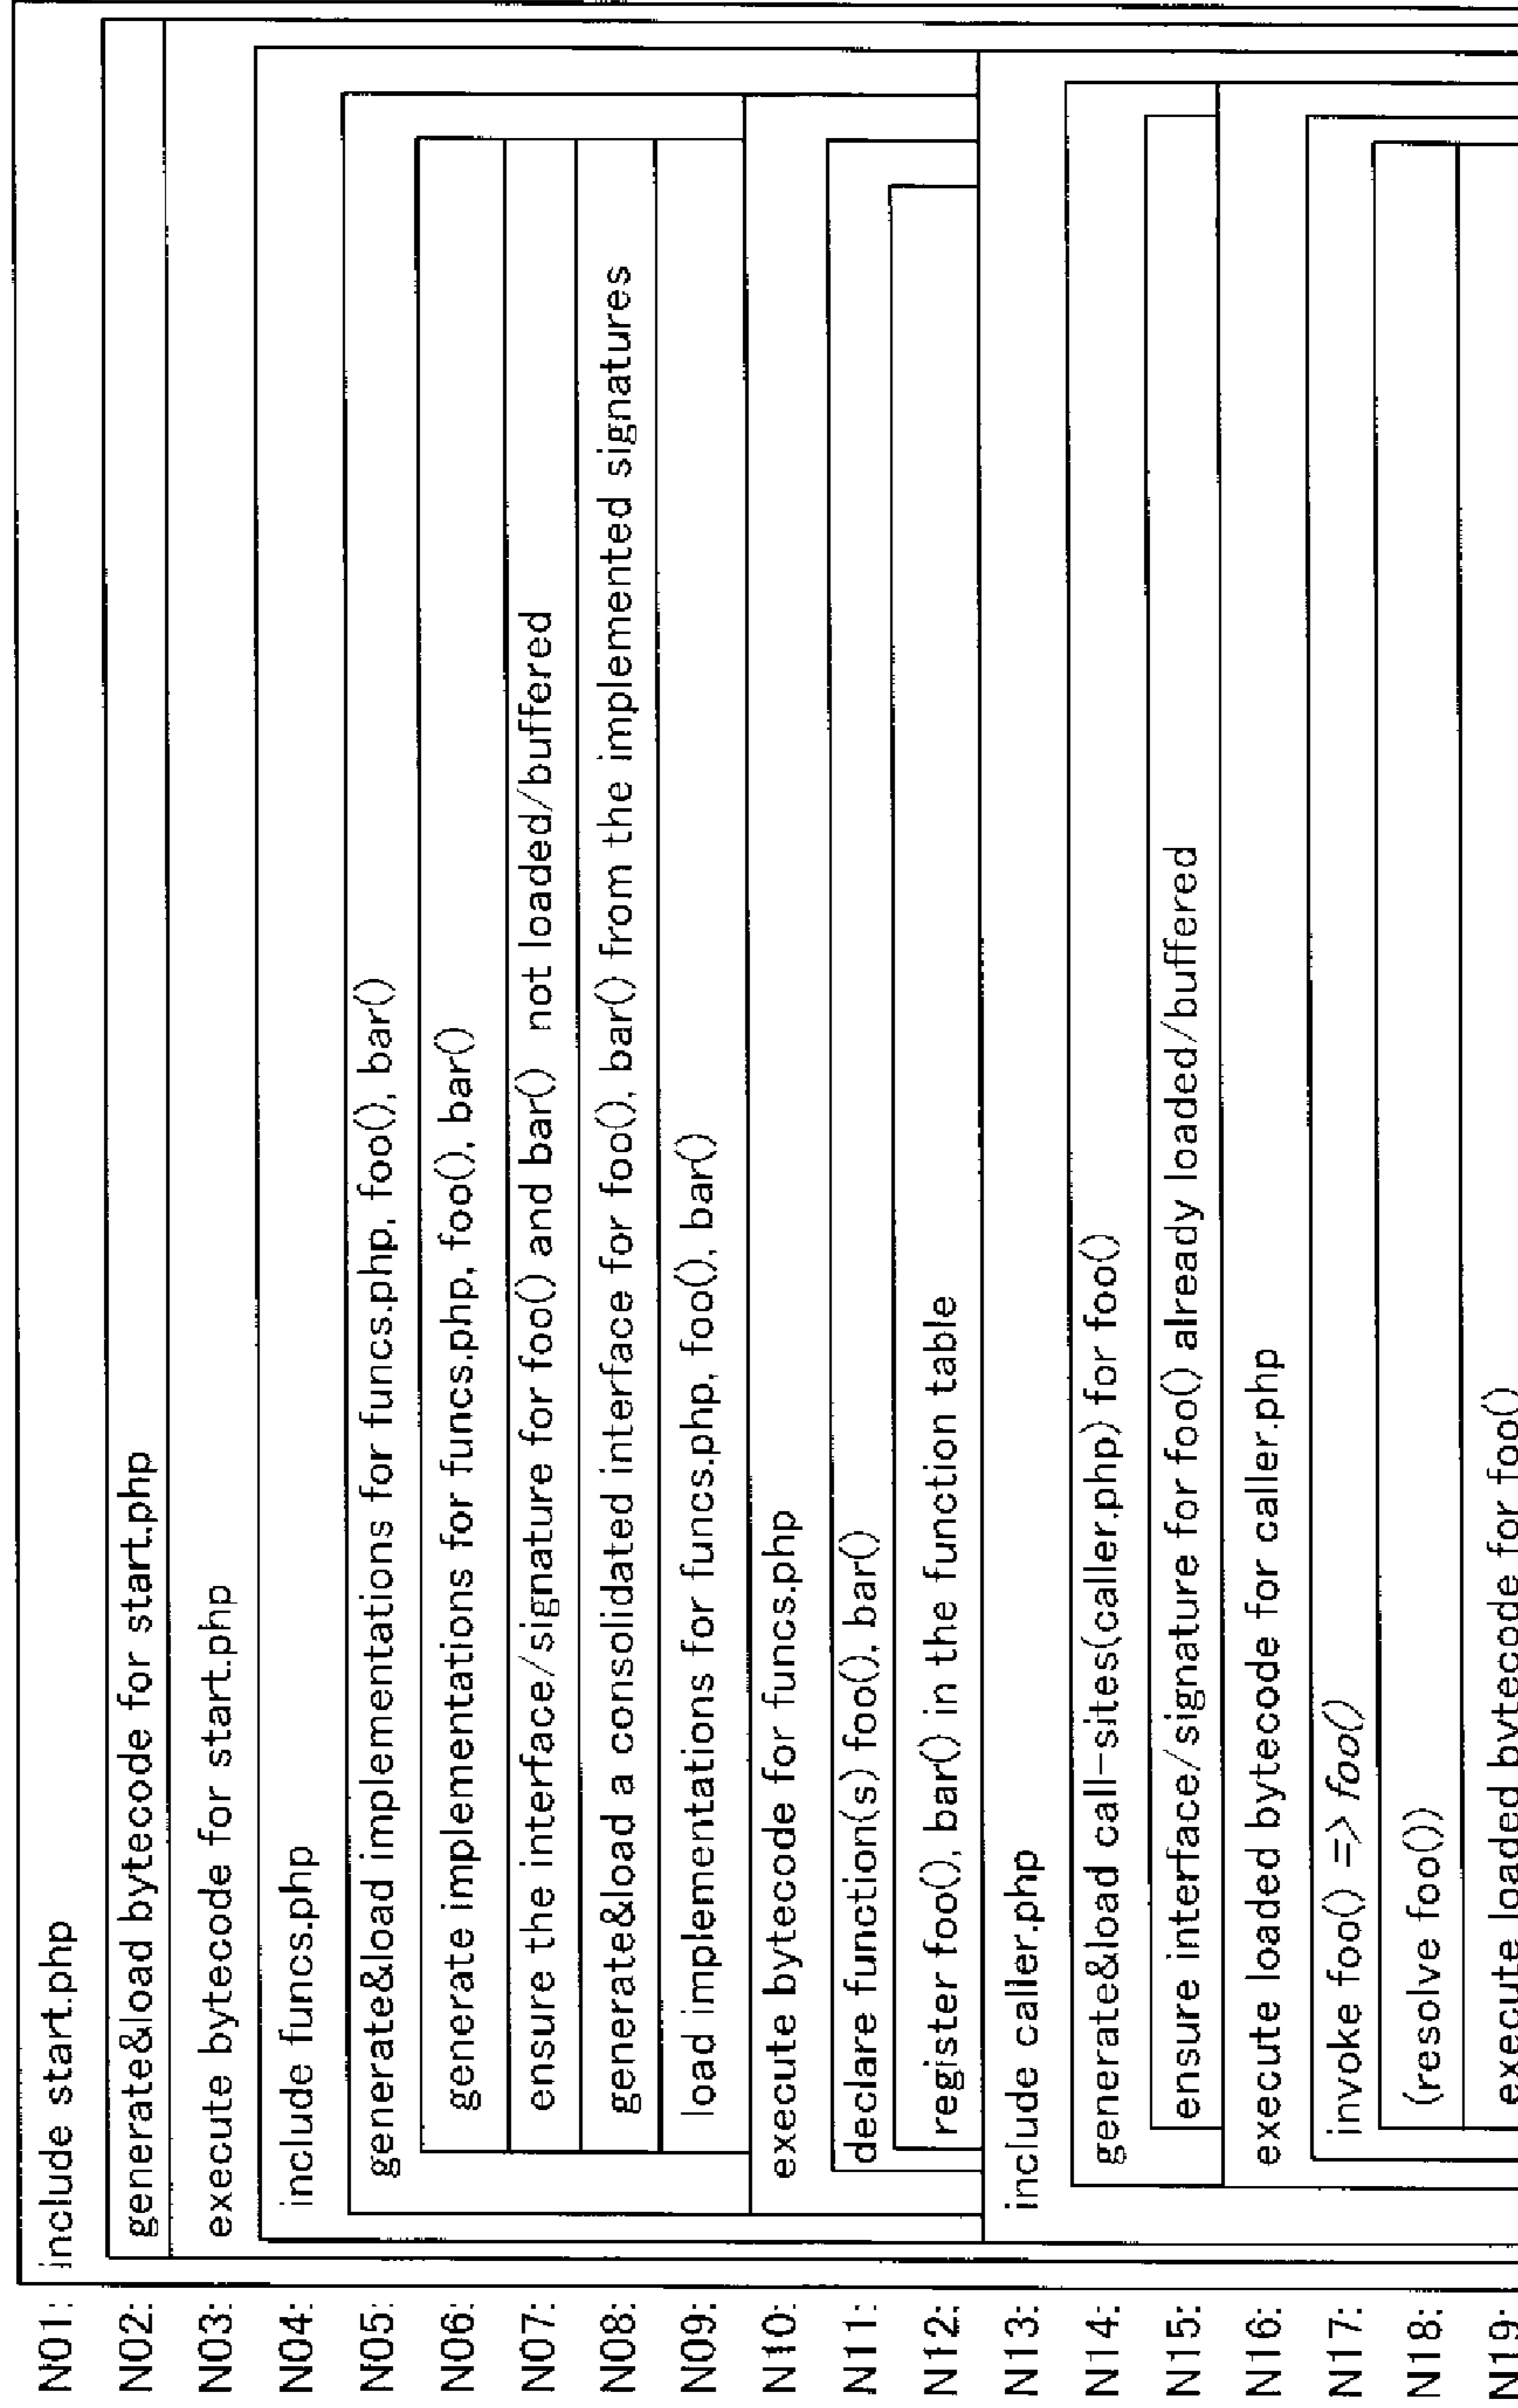 N01: include start.php
N02: generate&load bytecode for start.php
N03: execute bytecode for start.php
N04: include funcs.php
N05: generate&load implementations for funcs.php, foo(), bar()
N06: generate implementations for funcs.php, foo(), bar()
N07: ensure the interface/signature for foo() and bar() not loaded/buffered
N08: generate&load a consolidated interface for foo(), bar() from the implemented signatures
N09: load implementations for funcs.php, foo(), bar()
N10: execute bytecode for funcs.php
N11: declare function(s) foo(), bar()
N12: register foo(), bar() in the function table
N13: include caller.php
N14: generate&load call-sites(caller.php) for foo()
N15: ensure interface/signature for foo() already loaded/buffered
N16: execute loaded bytecode for caller.php
N17: invoke foo() => foo()
N18: (resolve foo())
N19: execute loaded bytecode for foo()